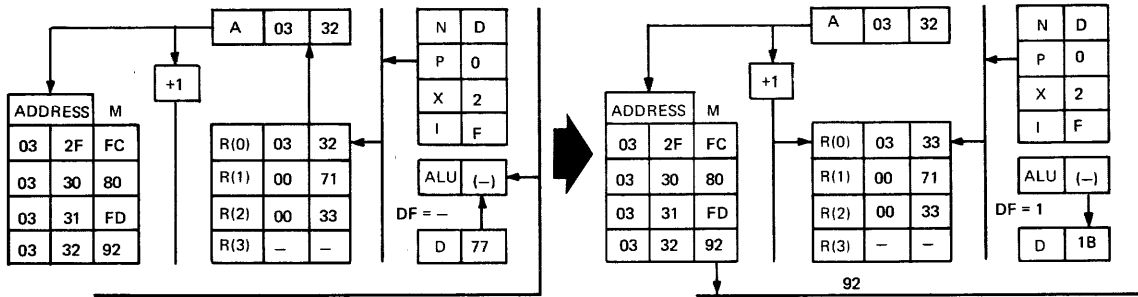 A 03 32
N D
P 0
X 2
I F
+1
ADDRESS M
03 2F FC
03 30 80
03 31 FD
03 32 92
R(0) 03 32
R(1) 00 71
R(2) 00 33
R(3) – –
ALU (–)
DF = –
D 77
A 03 32
N D
P 0
X 2
I F
+1
ADDRESS M
03 2F FC
03 30 80
03 31 FD
03 32 92
R(0) 03 33
R(1) 00 71
R(2) 00 33
R(3) – –
ALU (–)
DF = 1
D 1B
92